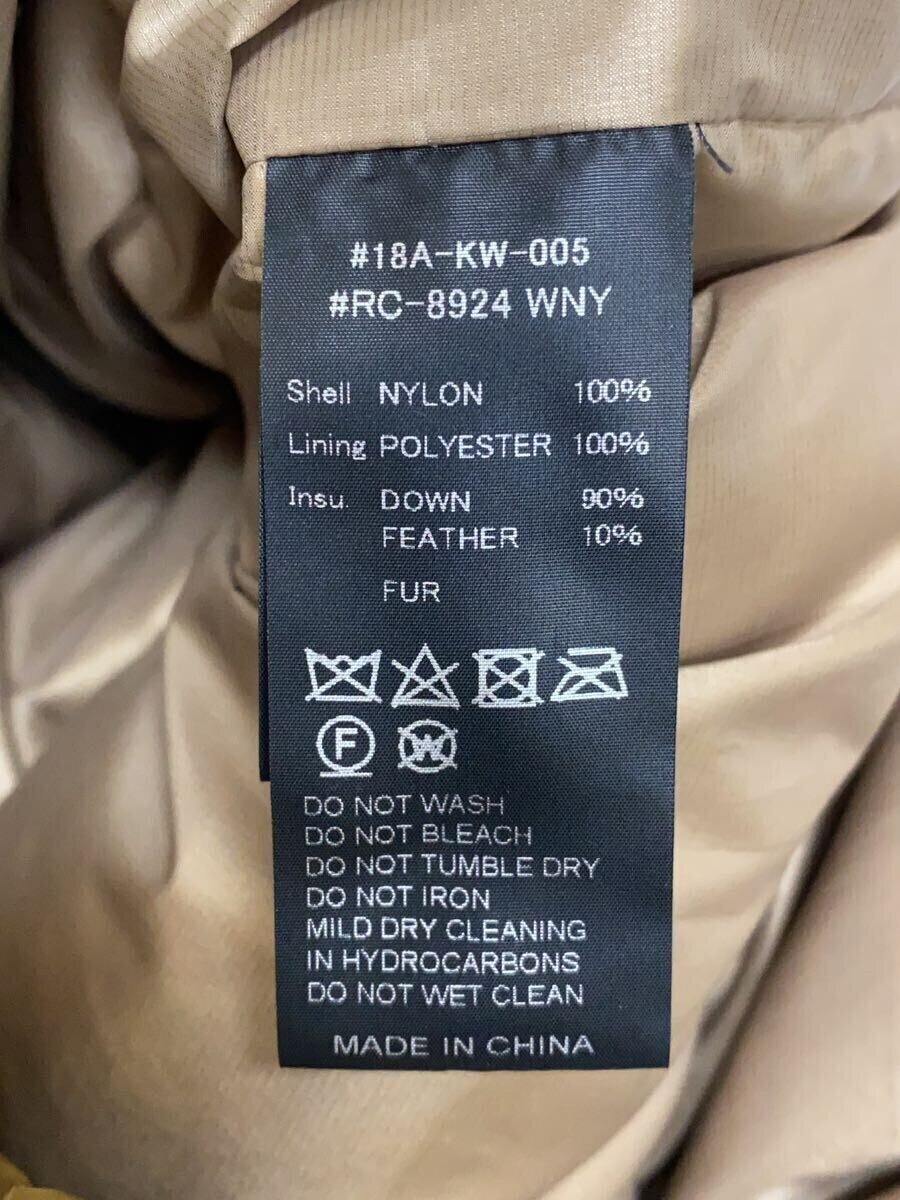 #18A-KW-005
#RC-8924 WNY
Shell NYLON 100%
Lining POLYESTER 100%
Insu. DOWN 90%
FEATHER 10%
FUR
F W
DO NOT WASH
DO NOT BLEACH
DO NOT TUMBLE DRY
DO NOT IRON
MILD DRY CLEANING
IN HYDROCARBONS
DO NOT WET CLEAN
MADE IN CHINA